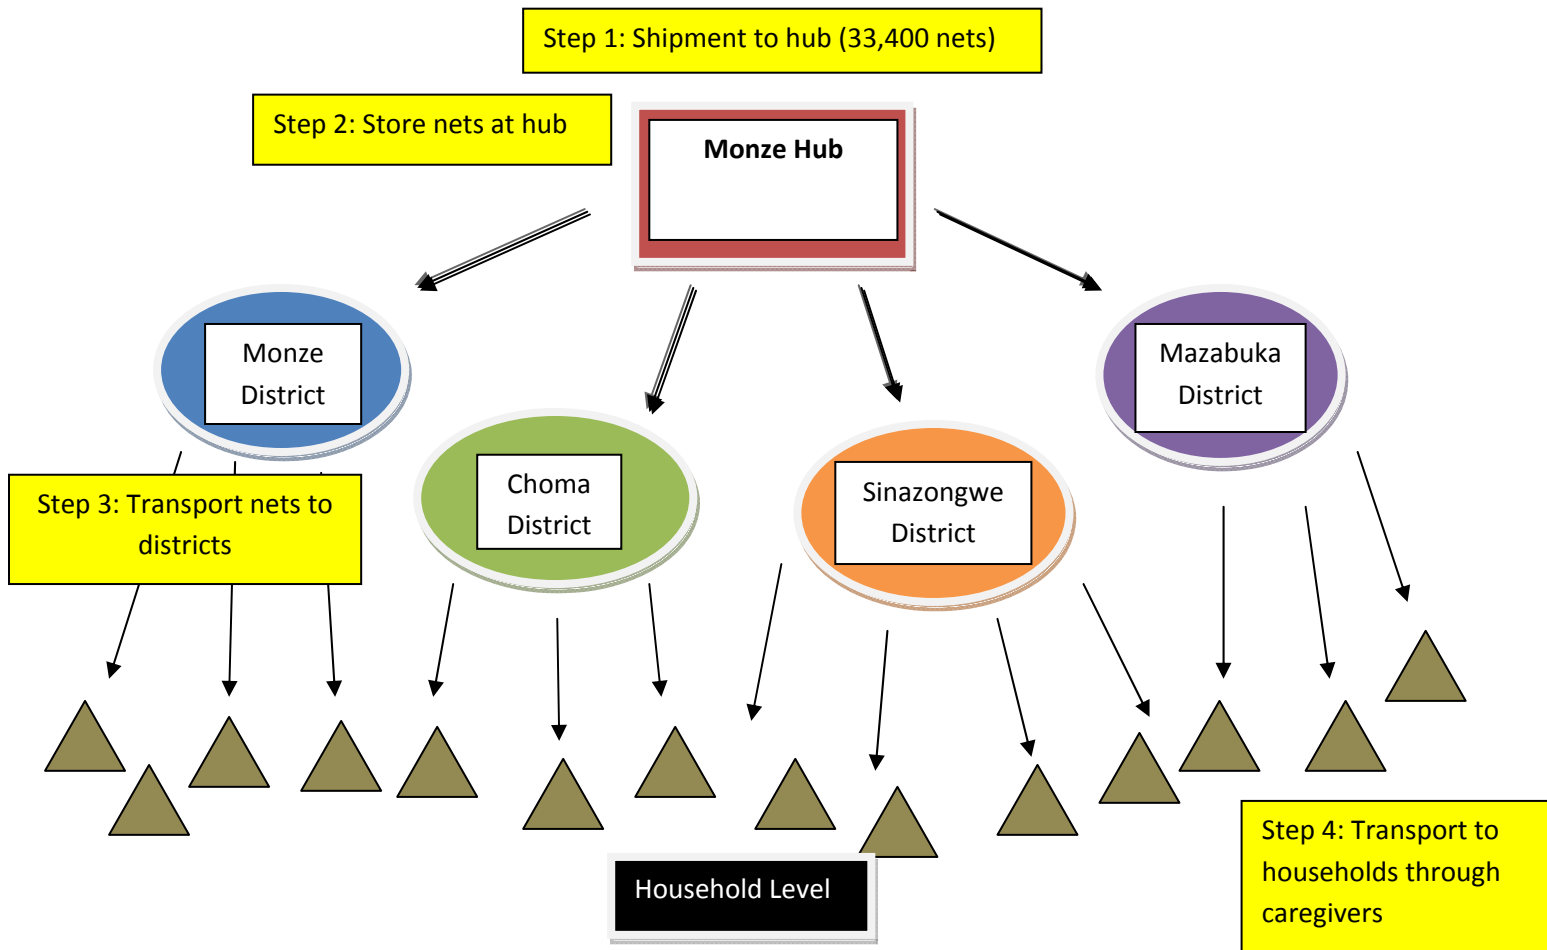 Step 1: Shipment to hub (33,400 nets)
Step 2: Store nets at hub
Monze Hub
Monze
District
Mazabuka
District
Choma
District
Sinazongwe
District
Step 3: Transport nets to
districts
Step 4: Transport to
households through
caregivers
Household Level